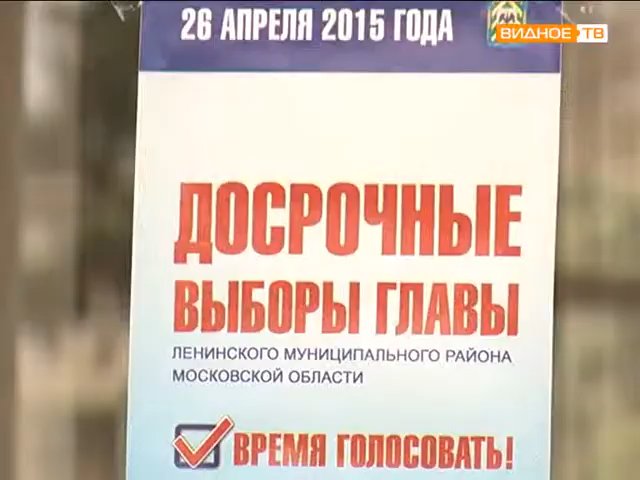 26 АПРЕЛЯ 2015 ГОДА
ВИДНОЕ ТВ
ДОСРОЧНЫЕ
ВЫБОРЫ ГЛАВЫ
ЛЕНИНСКОГО МУНИЦИПАЛЬНОГО РАЙОНА
МОСКОВСКОЙ ОБЛАСТИ
ВРЕМЯ ГОЛОСОВАТЬ!